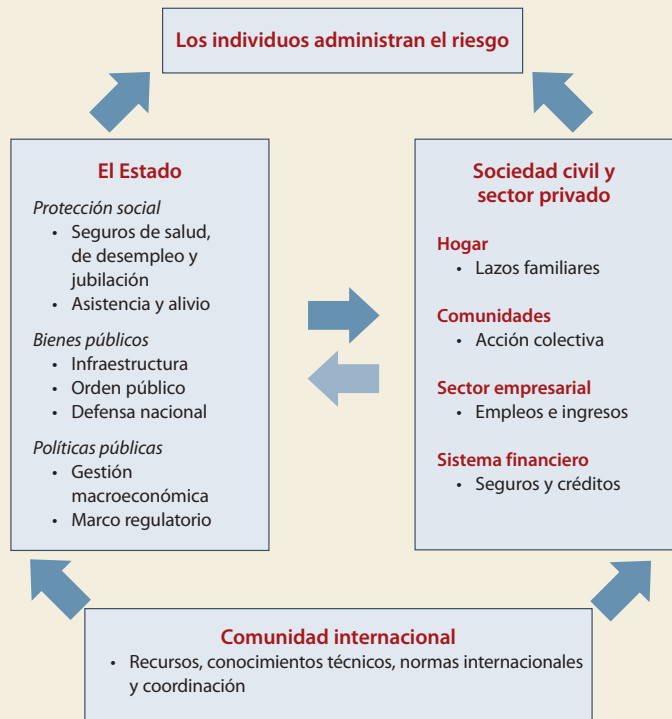 Los individuos administran el riesgo
El Estado
Protección social
• Seguros de salud,
de desempleo y
jubilación
• Asistencia y alivio
Bienes públicos
• Infraestructura
• Orden público
• Defensa nacional
Políticas públicas
• Gestión
macroeconómica
• Marco regulatorio
Sociedad civil y
sector privado
Hogar
• Lazos familiares
Comunidades
• Acción colectiva
Sector empresarial
• Empleos e ingresos
Sistema financiero
• Seguros y créditos
Comunidad internacional
• Recursos, conocimientos técnicos, normas internacionales
y coordinación